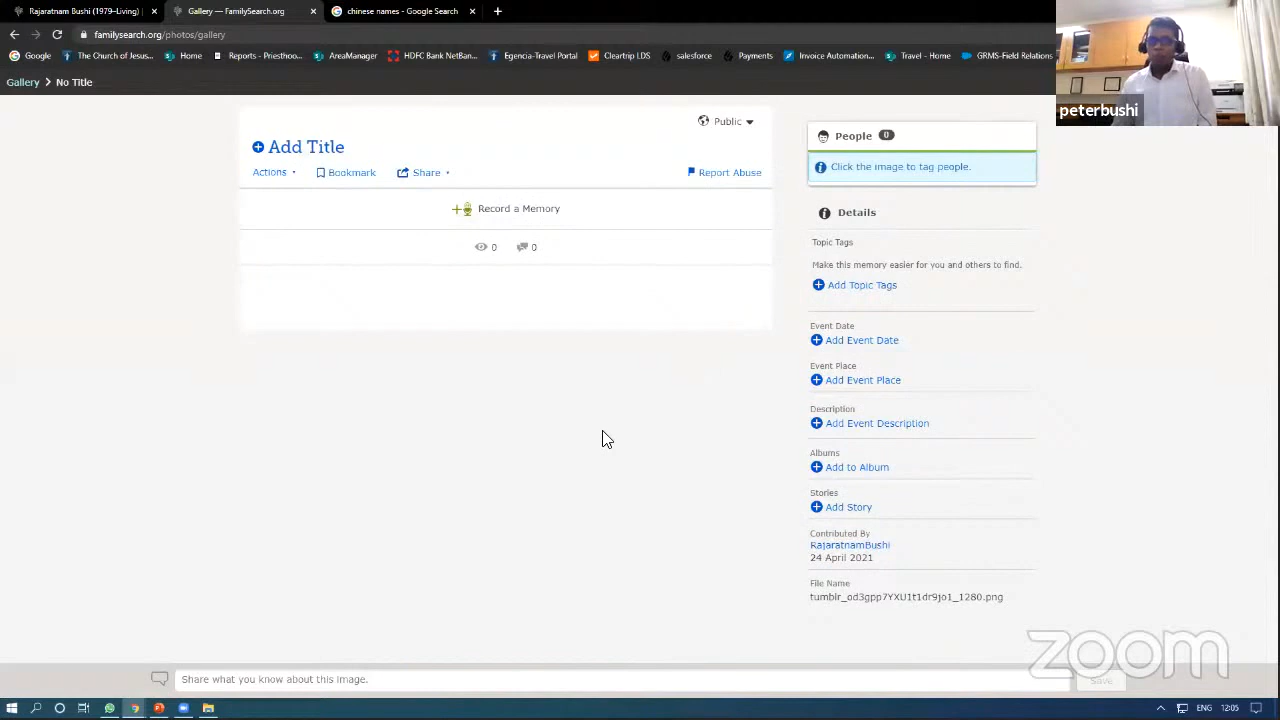 Rajaratnam Bushi (1979–Living)
Gallery — FamilySearch.org
chinese names - Google Search
familysearch.org/photos/gallery
Google
The Church of Jesus...
Home
Reports - Priesthoo...
AreaManager
HDFC Bank NetBan...
Egencia-Travel Portal
Cleartrip LDS
salesforce
Payments
Invoice Automation...
Travel - Home
GRMS-Field Relations
Gallery > No Title
peterbushi
Public
Add Title
Actions
Bookmark
Share
Report Abuse
Record a Memory
0
0
People 0
Click the image to tag people.
Details
Topic Tags
Make this memory easier for you and others to find.
Add Topic Tags
Event Date
Add Event Date
Event Place
Add Event Place
Description
Add Event Description
Albums
Add to Album
Stories
Add Story
Contributed By
RajaratnamBushi
24 April 2021
File Name
tumblr_od3gpp7YXU1t1dr9jo1_1280.png
zoom
Share what you know about this image.
Save
ENG
12:05